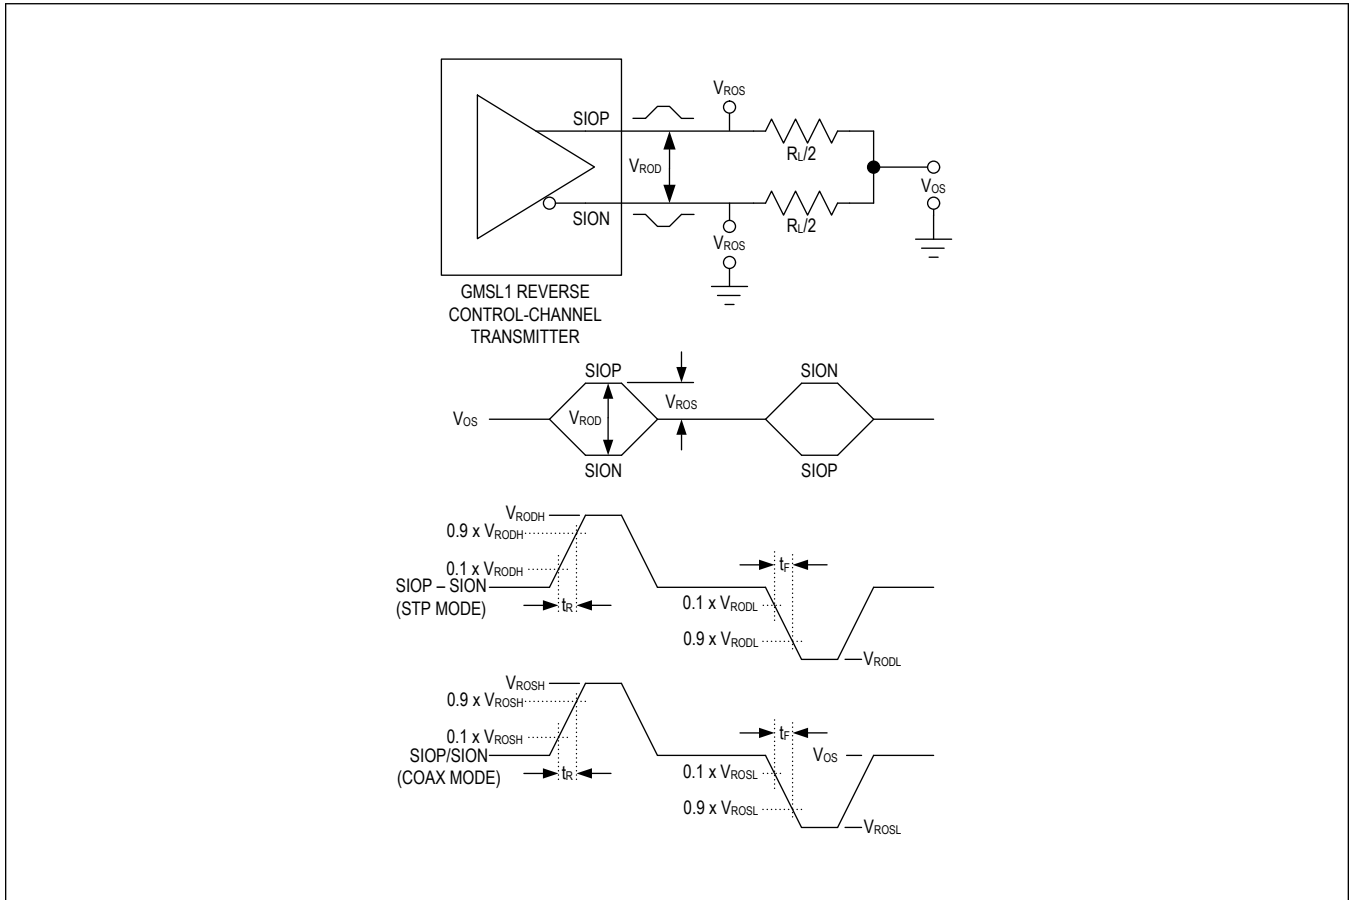 VROS
SIOP
RL/2
VROD
VOS
SION
RL/2
VROS
GMSL1 REVERSE
CONTROL-CHANNEL
TRANSMITTER
SIOP
SION
VROS
VOS
VROD
SION
SIOP
VRODH
0.9 x VRODH
0.1 x VRODH
tF
SIOP – SION
(STP MODE)
tR
0.1 x VRODL
0.9 x VRODL
VRODL
VROSH
0.9 x VROSH
0.1 x VROSH
tF
SIOP/SION
(COAX MODE)
tR
VOS
0.1 x VROSL
0.9 x VROSL
VROSL